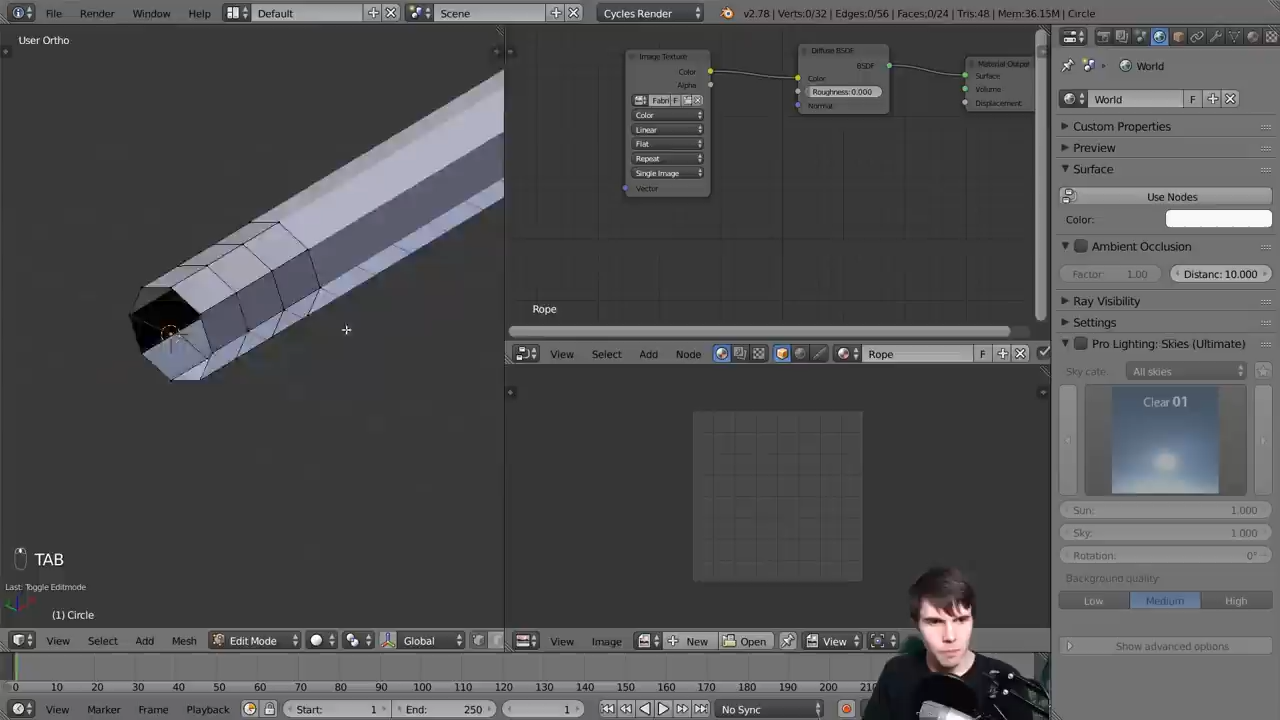 File Render Window Help Default Scene Cycles Render v2.78 | Verts:0/32 | Edges:0/56 | Faces:0/24 | Tris:48 | Mem:36.15M | Circle
User Ortho
Image Texture
Color
Alpha
Fabri F
Color
Linear
Flat
Repeat
Single Image
Vector
Diffuse BSDF
BSDF
Color
Roughness:0.000
Normal
Material Output
Surface
Volume
Displacement
Rope
View Select Add Node Rope F
World
World F
Custom Properties
Preview
Surface
Use Nodes
Color:
Ambient Occlusion
Factor: 1.00 Distanc: 10.000
Ray Visibility
Settings
Pro Lighting: Skies (Ultimate)
Sky cate All skies
Clear 01
Sun: 1.000
Sky: 1.000
Rotation: 0°
Background quality:
Low Medium High
Show advanced options
TAB
Last: Toggle Editmode
(1) Circle
View Select Add Mesh Edit Mode Global
View Image New Open View
0 10 20 30 40 50 60 70 80 90 100 110 120 130 140 150 160 170 180 190 200 210
View Marker Frame Playback Start: 1 End: 250 1 No Sync